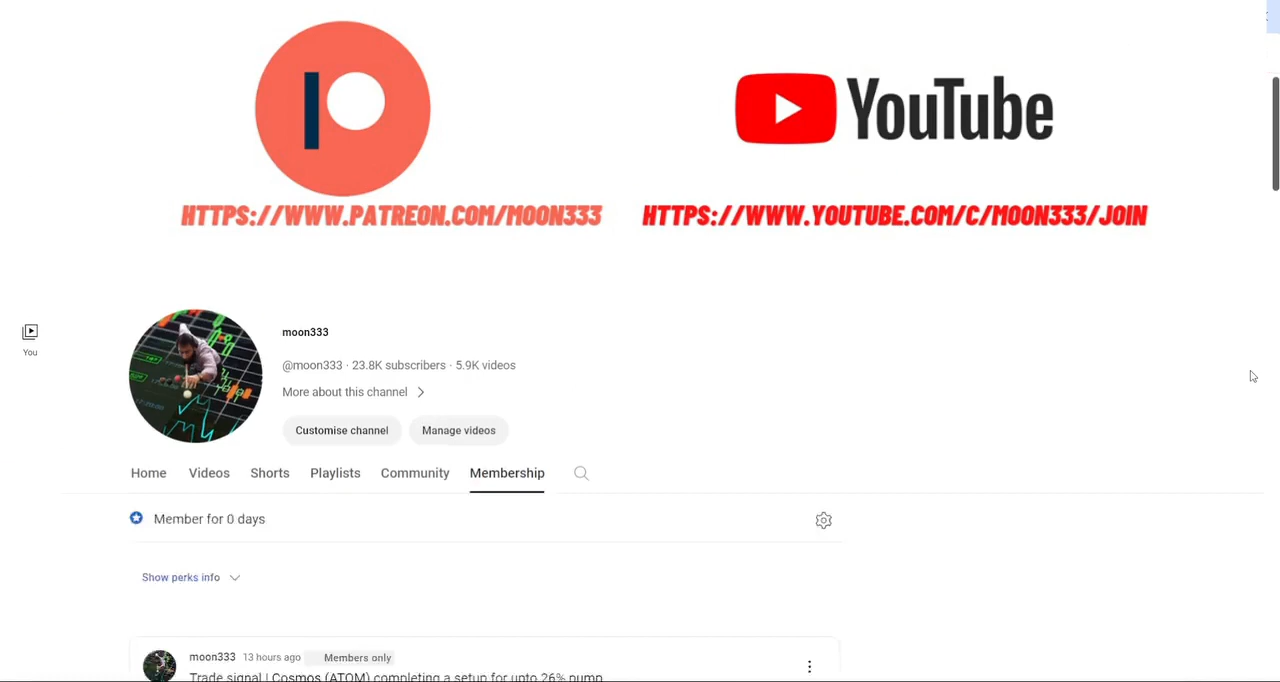 YouTube
HTTPS://WWW.PATREON.COM/MOON333
HTTPS://WWW.YOUTUBE.COM/C/MOON333/JOIN
You
moon333
@moon333 · 23.8K subscribers · 5.9K videos
More about this channel
Customise channel
Manage videos
Home Videos Shorts Playlists Community Membership
Member for 0 days
Show perks info
moon333 13 hours ago Members only
Trade signal | Cosmos (ATOM) completing a setup for upto 26% pump